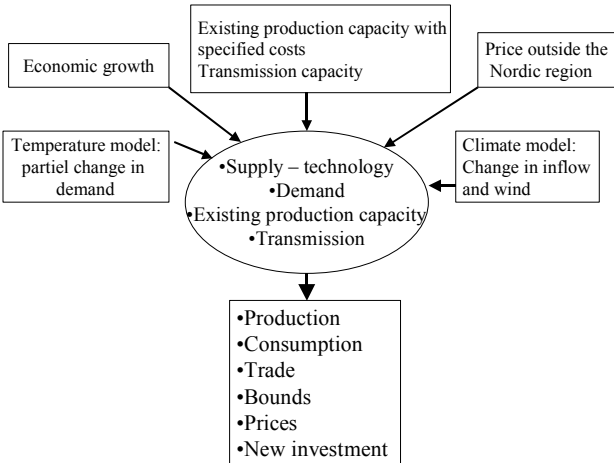 Existing production capacity with
specified costs
Transmission capacity
Economic growth
Price outside the
Nordic region
Temperature model:
partiel change in
demand
Climate model:
Change in inflow
and wind
•Supply – technology
•Demand
•Existing production capacity
•Transmission
•Production
•Consumption
•Trade
•Bounds
•Prices
•New investment